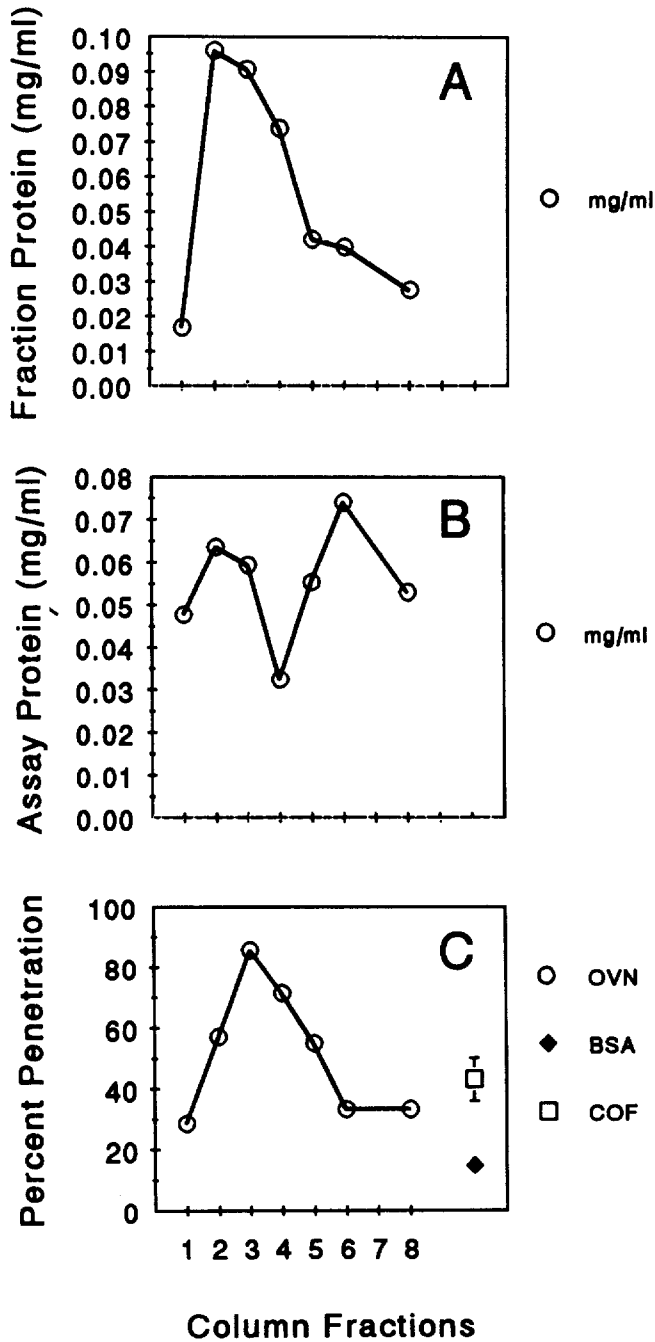 A
Fraction Protein (mg/ml)
0.10
0.09
0.08
0.07
0.06
0.05
0.04
0.03
0.02
0.01
0.00
mg/ml
B
Assay Protein (mg/ml)
0.08
0.07
0.06
0.05
0.04
0.03
0.02
0.01
0.00
mg/ml
C
Percent Penetration
100
80
60
40
20
0
OVN
BSA
COF
1 2 3 4 5 6 7 8
Column Fractions